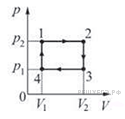 p
p₂ 1 2
p₁ 4 3
0 V₁ V₂ V